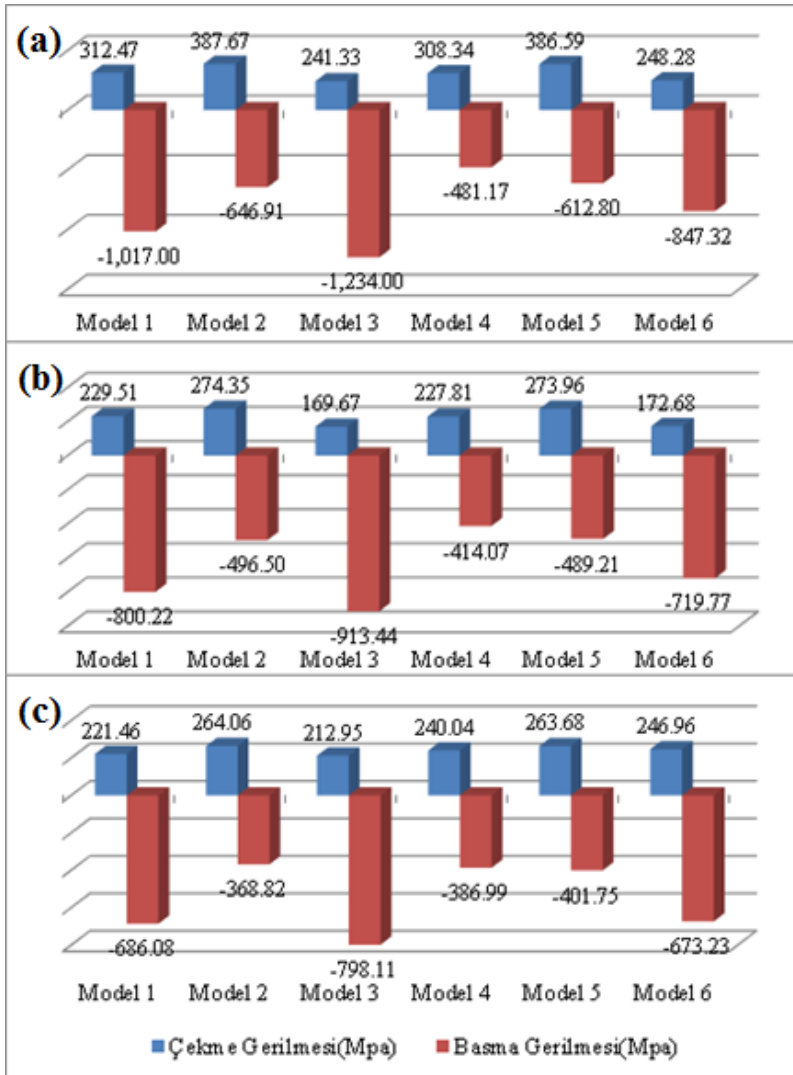 (a)
312.47 387.67 241.33 308.34 386.59 248.28
-1,017.00 -646.91 -1,234.00 -481.17 -612.80 -847.32
Model 1 Model 2 Model 3 Model 4 Model 5 Model 6
(b)
229.51 274.35 169.67 227.81 273.96 172.68
-800.22 -496.50 -913.44 -414.07 -489.21 -719.77
Model 1 Model 2 Model 3 Model 4 Model 5 Model 6
(c)
221.46 264.06 212.95 240.04 263.68 246.96
-686.08 -368.82 -798.11 -386.99 -401.75 -673.23
Model 1 Model 2 Model 3 Model 4 Model 5 Model 6
Çekme Gerilmesi(Mpa) Basma Gerilmesi(Mpa)